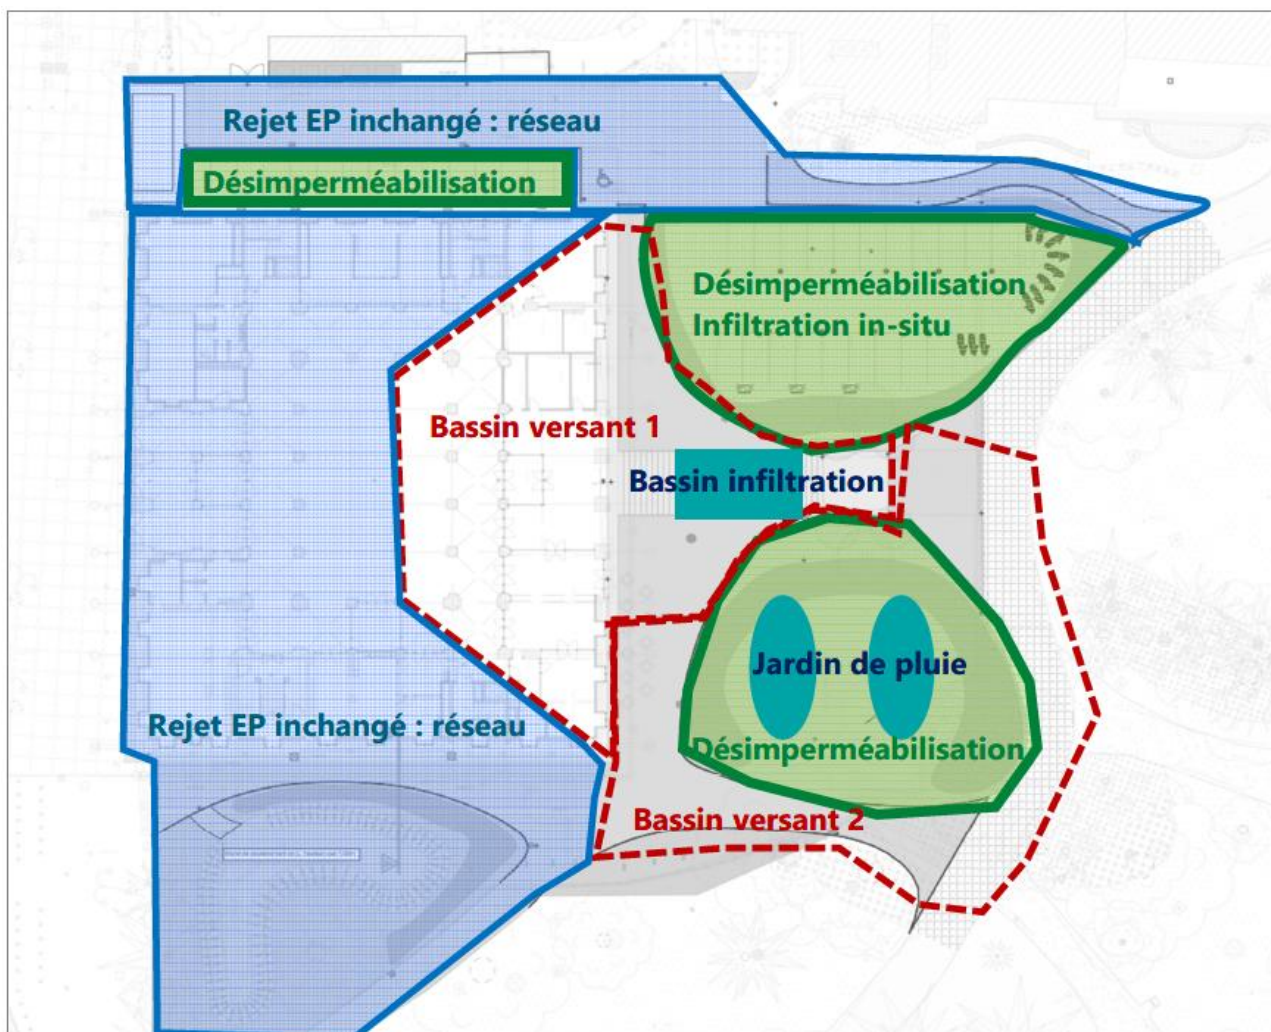 Rejet EP inchangé : réseau
Désimperméabilisation
Désimperméabilisation
Infiltration in-situ
Bassin versant 1
Bassin infiltration
Jardin de pluie
Rejet EP inchangé : réseau
Désimperméabilisation
Bassin versant 2